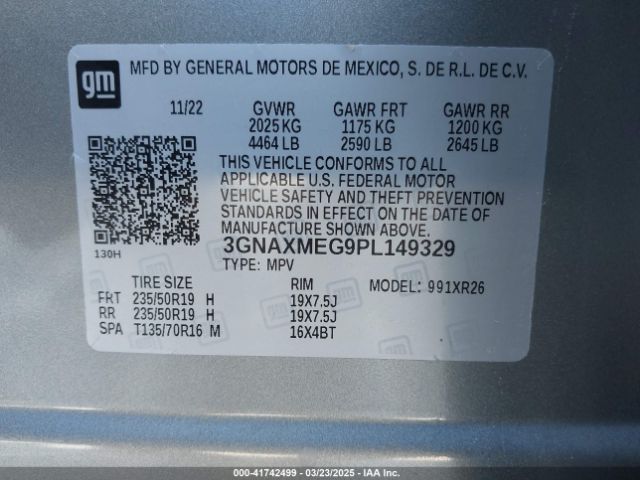 gm
MFD BY GENERAL MOTORS DE MEXICO, S. DE R.L. DE C.V.
11/22 GVWR GAWR FRT GAWR RR
2025 KG 1175 KG 1200 KG
4464 LB 2590 LB 2645 LB
THIS VEHICLE CONFORMS TO ALL
APPLICABLE U.S. FEDERAL MOTOR
VEHICLE SAFETY AND THEFT PREVENTION
STANDARDS IN EFFECT ON THE DATE OF
MANUFACTURE SHOWN ABOVE.
130H 3GNAXMEG9PL149329
TYPE: MPV
TIRE SIZE RIM MODEL: 991XR26
FRT 235/50R19 H 19X7.5J
RR 235/50R19 H 19X7.5J
SPA T135/70R16 M 16X4BT
000-41742499 — 03/23/2025 — IAA Inc.